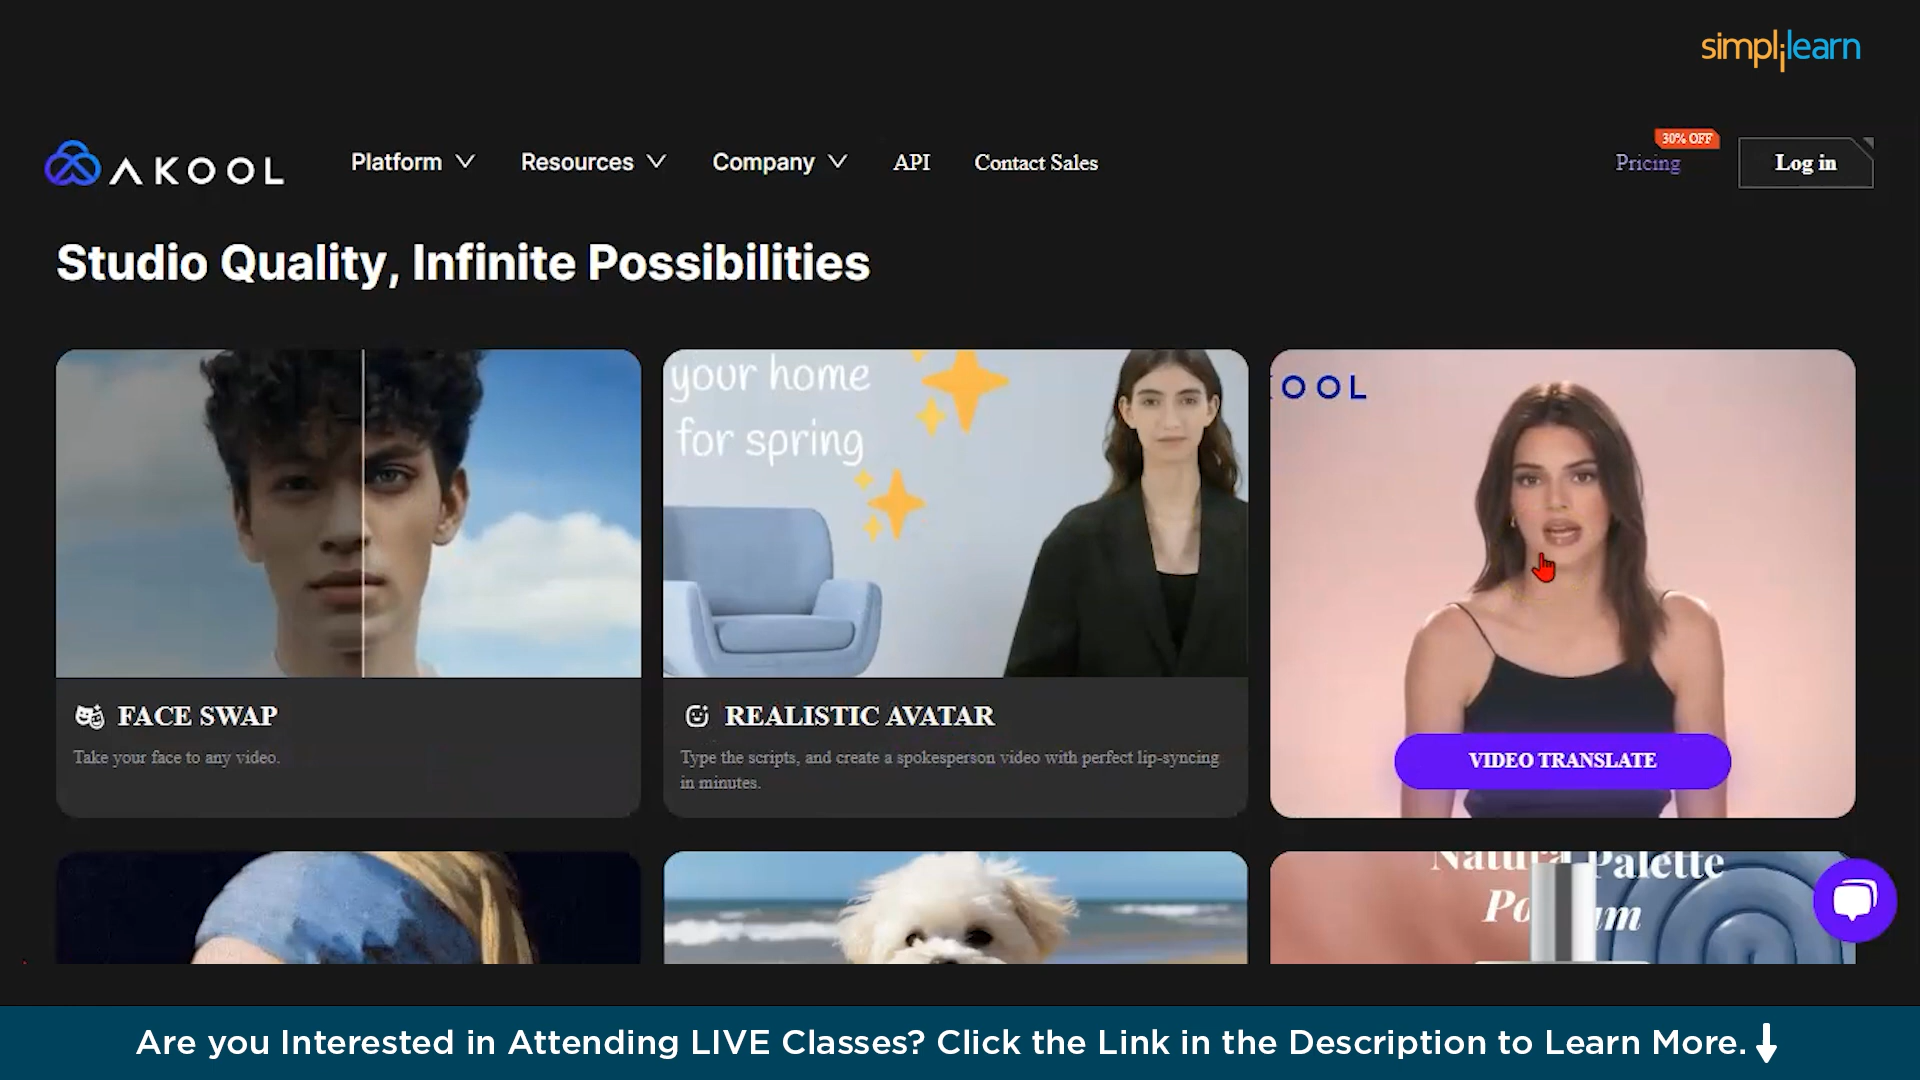 simplilearn
AKOOL
Platform
Resources
Company
API
Contact Sales
30% OFF
Pricing
Log in
Studio Quality, Infinite Possibilities
your home
for spring
OOL
FACE SWAP
Take your face to any video.
REALISTIC AVATAR
Type the scripts, and create a spokesperson video with perfect lip-syncing
in minutes.
VIDEO TRANSLATE
Palette
Are you Interested in Attending LIVE Classes? Click the Link in the Description to Learn More.